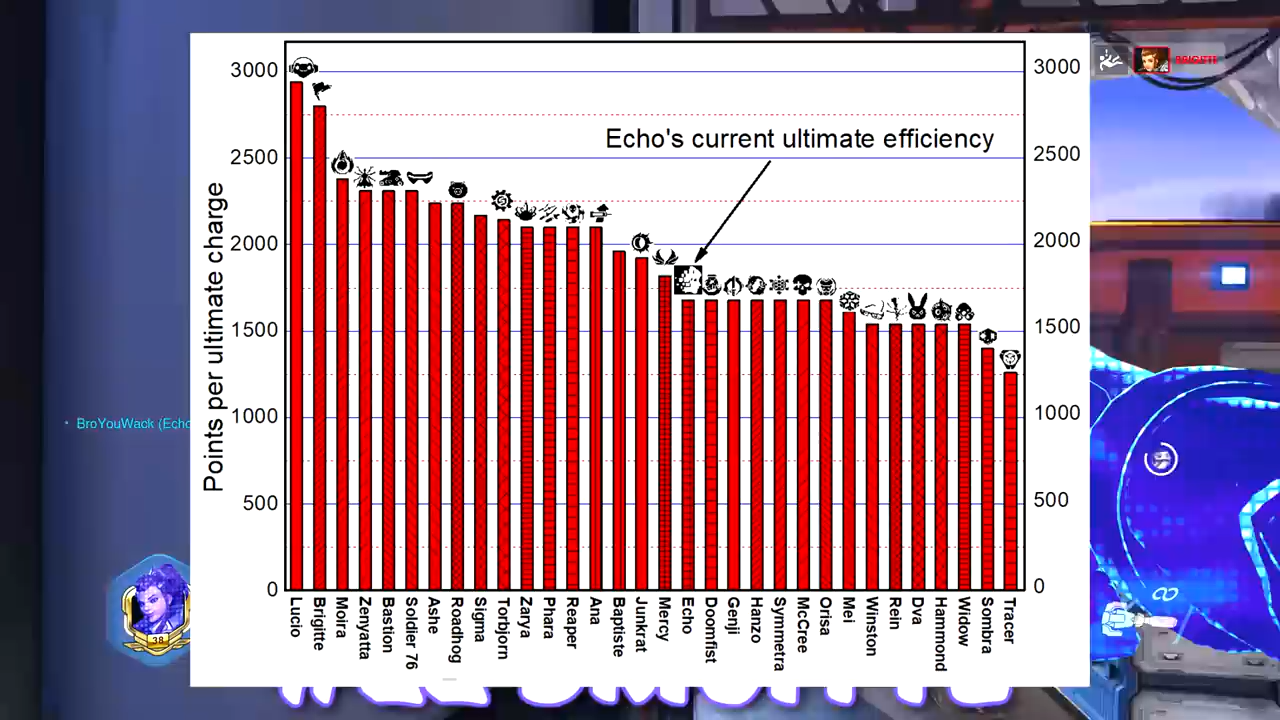 3000
2500
2000
1500
1000
500
0
Points per ultimate charge
Echo's current ultimate efficiency
3000
2500
2000
1500
1000
500
0
Lucio
Brigitte
Moira
Zenyatta
Bastion
Soldier 76
Ashe
Roadhog
Sigma
Torbjorn
Zarya
Phara
Reaper
Ana
Baptiste
Junkrat
Mercy
Echo
Doomfist
Genji
Hanzo
Symmetra
McCree
Orisa
Mei
Winston
Rein
Dva
Hammond
Widow
Sombra
Tracer
BRIGITTE
• BroYouWack (Echo
38